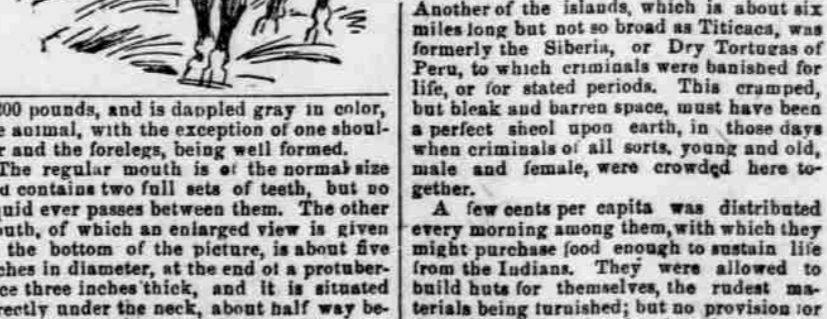 200 pounds, and is dappled gray in color,
e animal, with the exception of one shoul-
r and the forelegs, being well formed.
The regular mouth is of the normal size
d contains two full sets of teeth, but no
quid ever passes between them. The other
outh, of which an enlarged view is given
the bottom of the picture, is about five
ches in diameter, at the end of a protuber-
ce three inches thick, and it is situated
rectly under the neck, about half way be-
Another of the islands, which is about six
miles long but not so broad as Titicaca, was
formerly the Siberia, or Dry Tortugas of
Peru, to which criminals were banished for
life, or for stated periods. This cramped,
but bleak and barren space, must have been
a perfect sheol upon earth, in those days
when criminals of all sorts, young and old,
male and female, were crowded here to-
gether.
A few cents per capita was distributed
every morning among them, with which they
might purchase food enough to sustain life
from the Indians. They were allowed to
build huts for themselves, the rudest ma-
terials being furnished; but no provision for